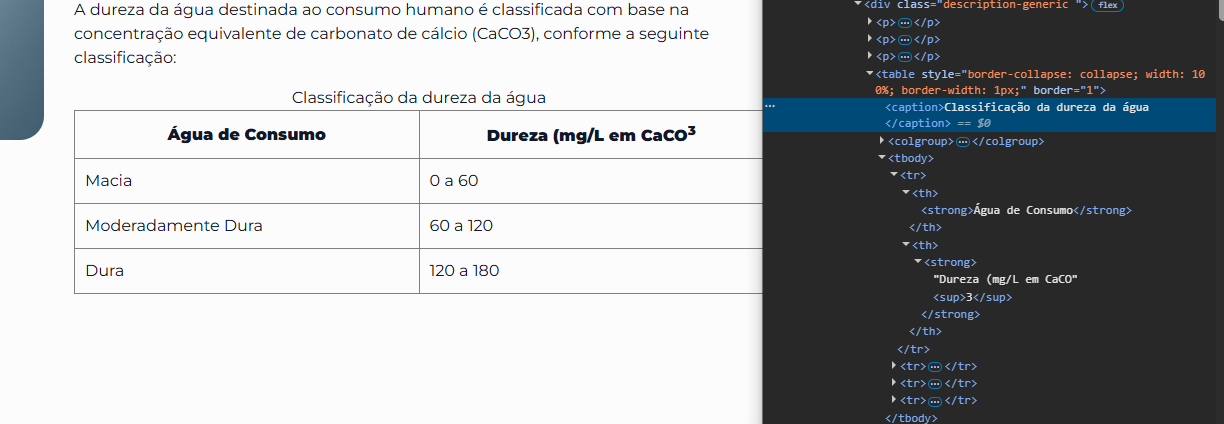 A dureza da água destinada ao consumo humano é classificada com base na
concentração equivalente de carbonato de cálcio (CaCO3), conforme a seguinte
classificação:
Classificação da dureza da água
Água de Consumo Dureza (mg/L em CaCO3
Macia 0 a 60
Moderadamente Dura 60 a 120
Dura 120 a 180
<div class="description-generic "> flex
<p>…</p>
<p>…</p>
<p>…</p>
<table style="border-collapse: collapse; width: 10
0%; border-width: 1px;" border="1">
… <caption>Classificação da dureza da água
</caption> == $0
<colgroup>…</colgroup>
<tbody>
<tr>
<th>
<strong>Água de Consumo</strong>
</th>
<th>
<strong>
"Dureza (mg/L em CaCO"
<sup>3</sup>
</strong>
</th>
</tr>
<tr>…</tr>
<tr>…</tr>
<tr>…</tr>
</tbody>